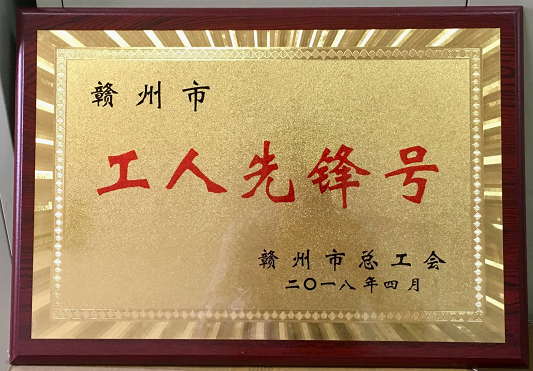 赣州市
工人先锋号
赣州市总工会
二〇一八年四月